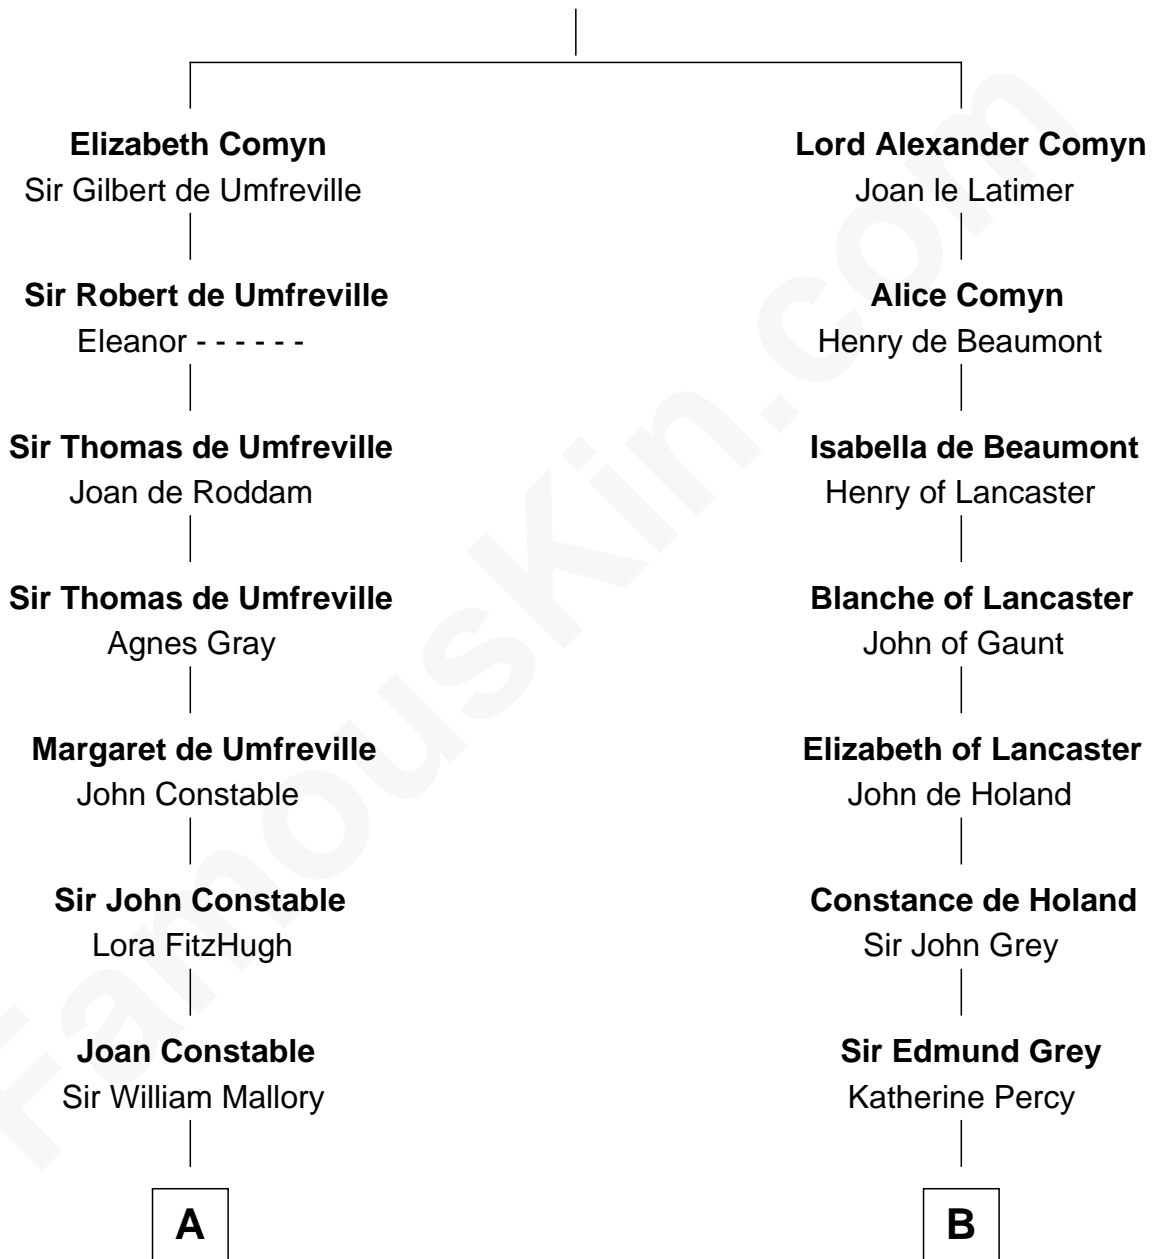 Elizabeth Comyn
Sir Gilbert de Umfreville
Lord Alexander Comyn
Joan le Latimer
Sir Robert de Umfreville
Eleanor - - - - - -
Alice Comyn
Henry de Beaumont
Sir Thomas de Umfreville
Joan de Roddam
Isabella de Beaumont
Henry of Lancaster
Sir Thomas de Umfreville
Agnes Gray
Blanche of Lancaster
John of Gaunt
Margaret de Umfreville
John Constable
Elizabeth of Lancaster
John de Holand
Sir John Constable
Lora FitzHugh
Constance de Holand
Sir John Grey
Joan Constable
Sir William Mallory
Sir Edmund Grey
Katherine Percy
A
B
FamousKin.com